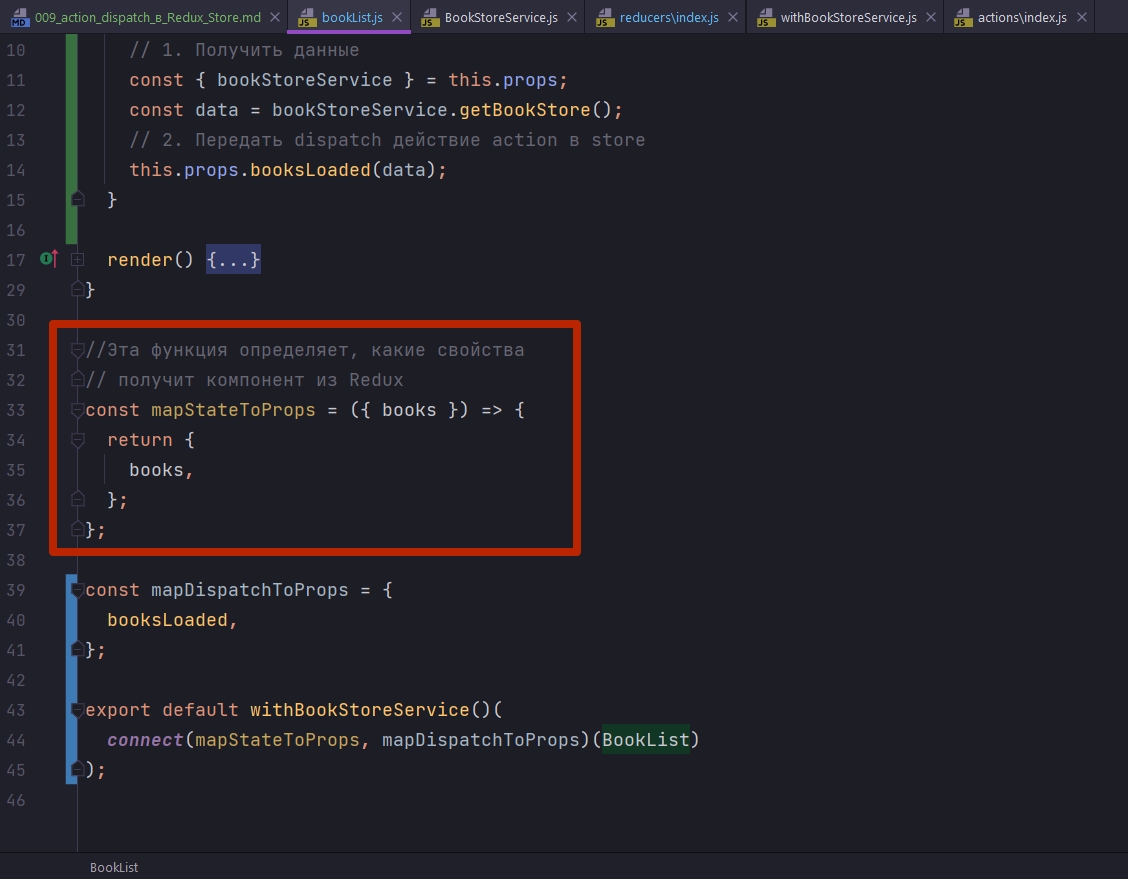 009_action_dispatch_в_Redux_Store.md bookList.js BookStoreService.js reducers\index.js withBookStoreService.js actions\index.js
10 // 1. Получить данные
11 const { bookStoreService } = this.props;
12 const data = bookStoreService.getBookStore();
13 // 2. Передать dispatch действие action в store
14 this.props.booksLoaded(data);
15 }
16
17 render() {...}
29 }
30
31 //Эта функция определяет, какие свойства
32 // получит компонент из Redux
33 const mapStateToProps = ({ books }) => {
34 return {
35 books,
36 };
37 };
38
39 const mapDispatchToProps = {
40 booksLoaded,
41 };
42
43 export default withBookStoreService()(
44 connect(mapStateToProps, mapDispatchToProps)(BookList)
45 );
46
BookList